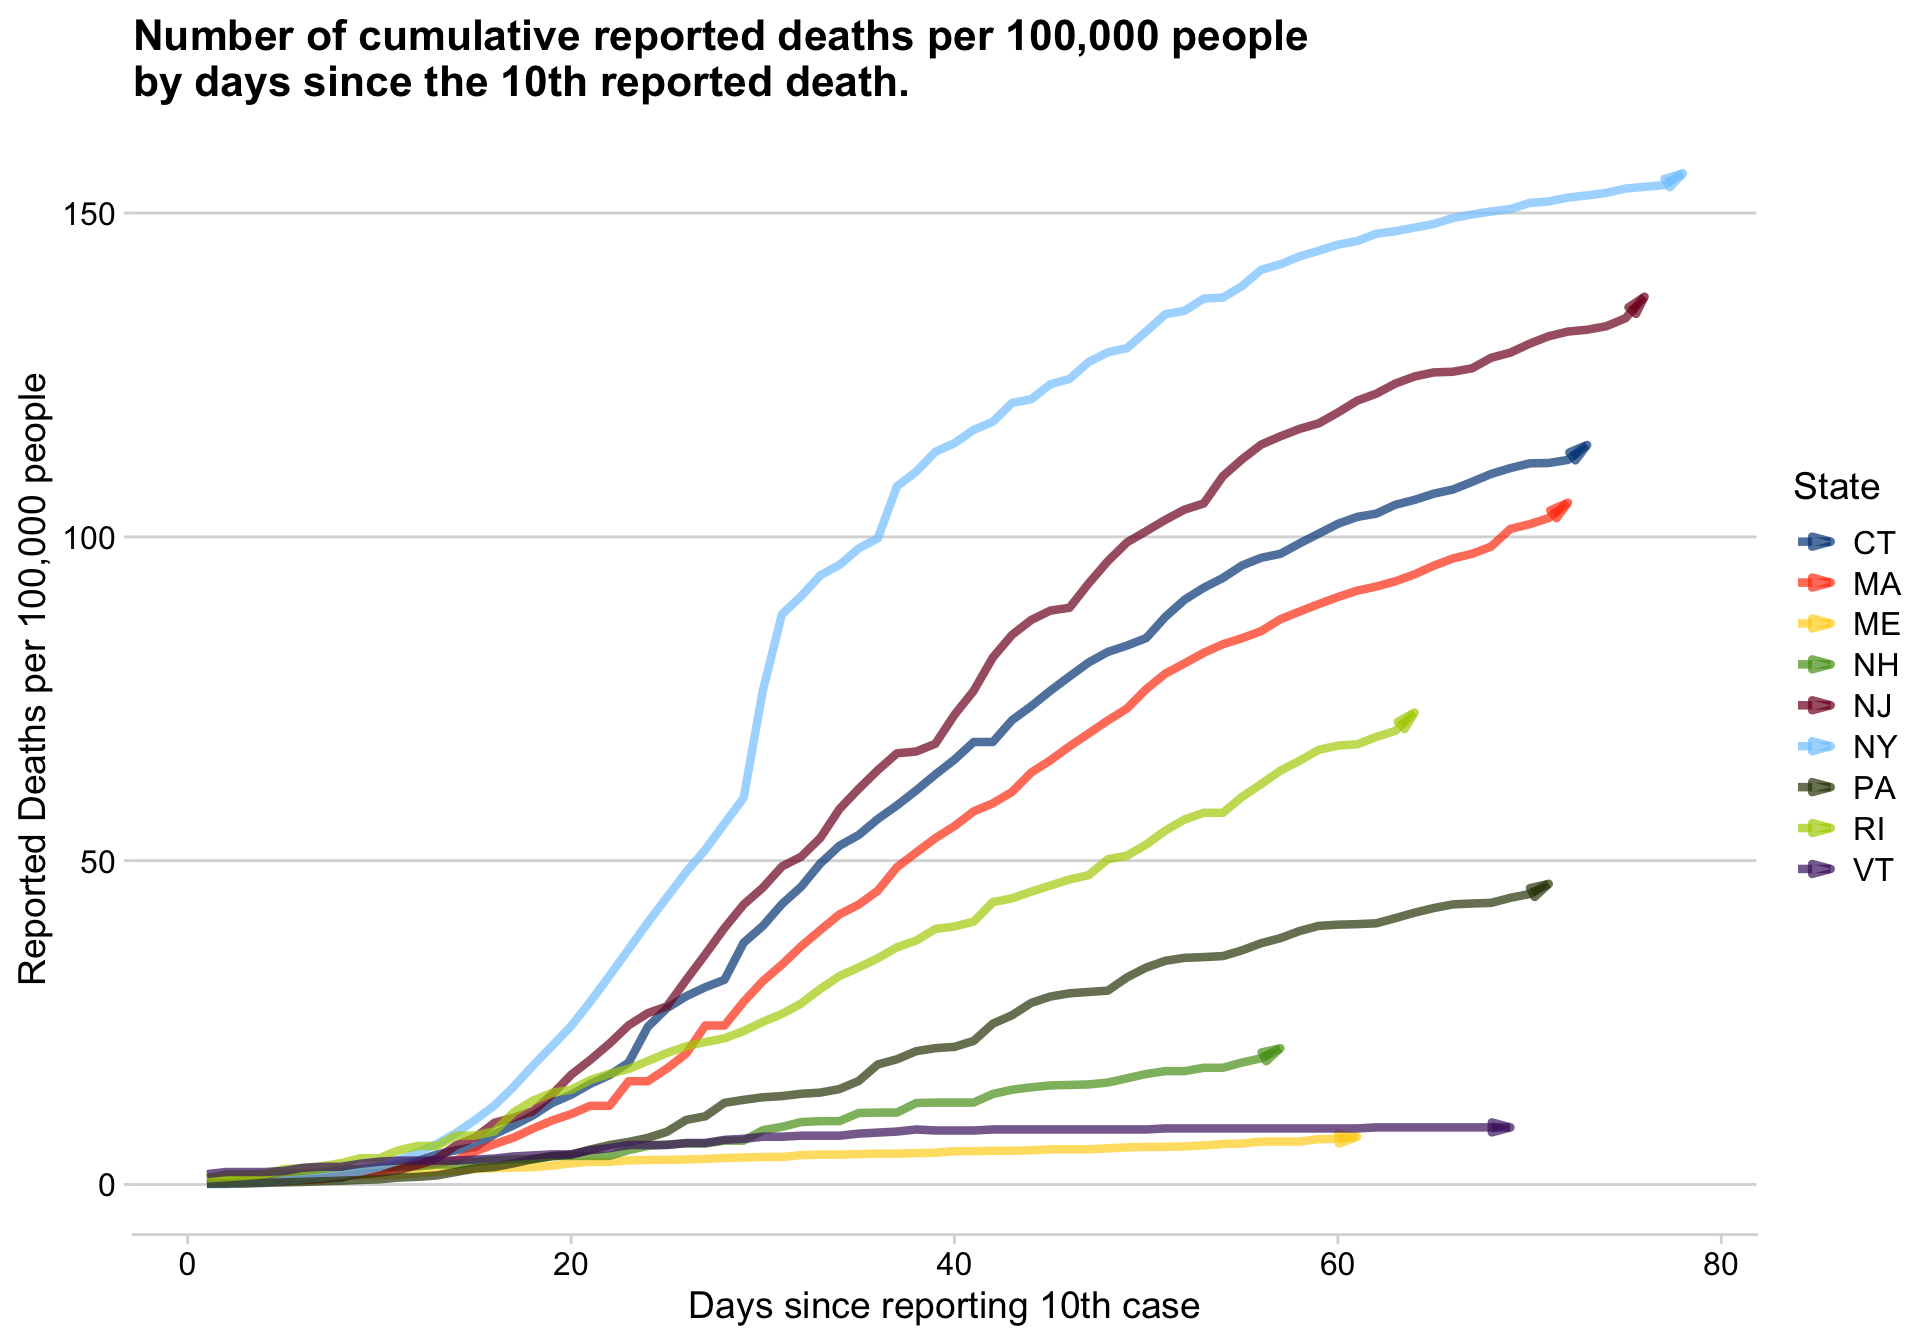 Number of cumulative reported deaths per 100,000 people
by days since the 10th reported death.
Reported Deaths per 100,000 people
150
100
50
0
0 20 40 60 80
Days since reporting 10th case
State
CT
MA
ME
NH
NJ
NY
PA
RI
VT